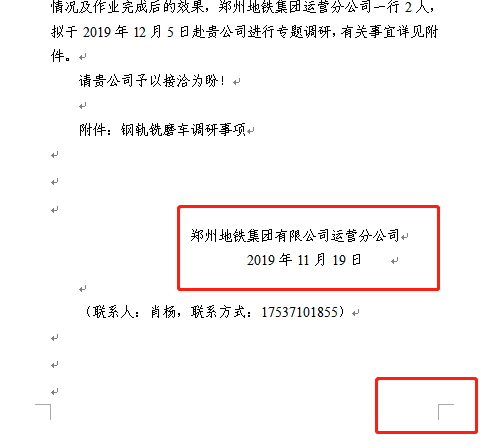 情况及作业完成后的效果，郑州地铁集团运营分公司一行 2 人，
拟于 2019 年 12 月 5 日赴贵公司进行专题调研，有关事宜详见附
件。
请贵公司予以接洽为盼！
附件：钢轨铣磨车调研事项
郑州地铁集团有限公司运营分公司
2019 年 11 月 19 日
（联系人：肖杨，联系方式：17537101855）